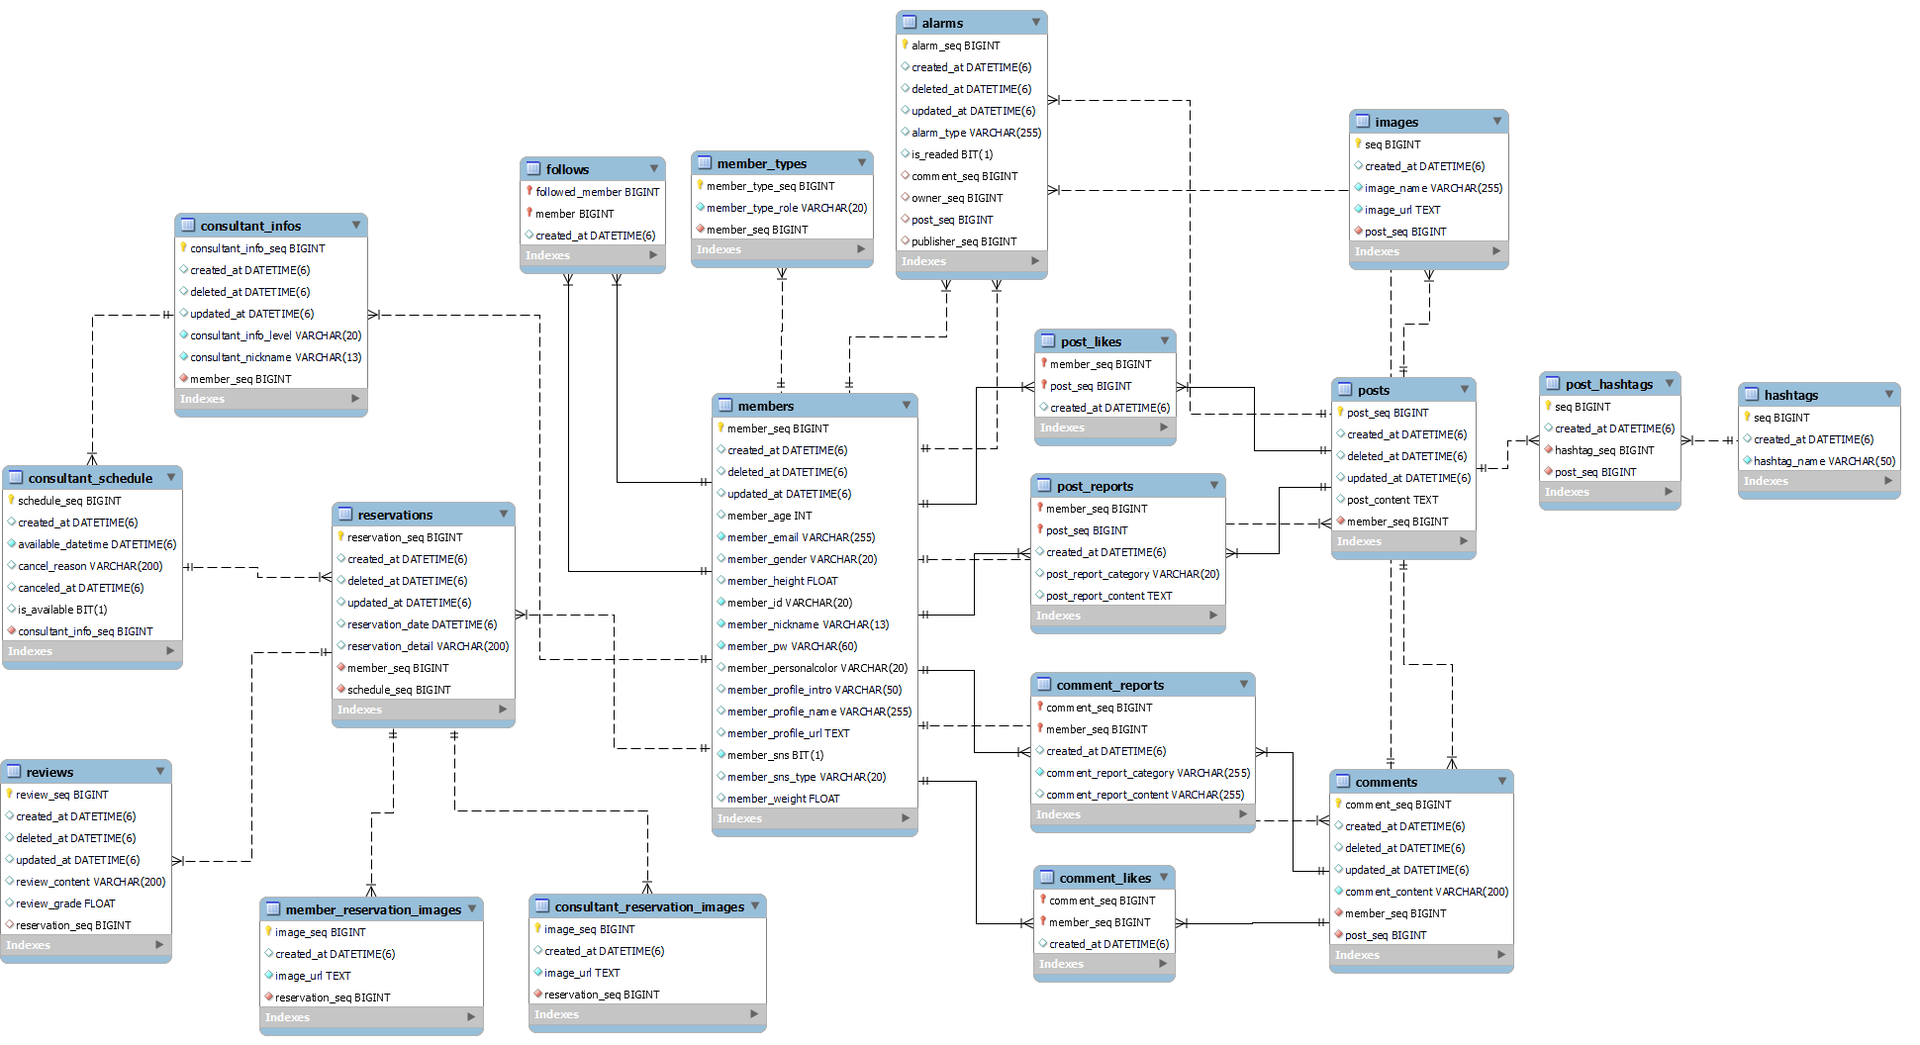 alarms
alarm_seq BIGINT
created_at DATETIME(6)
deleted_at DATETIME(6)
updated_at DATETIME(6)
alarm_type VARCHAR(255)
is_readed BIT(1)
comment_seq BIGINT
owner_seq BIGINT
post_seq BIGINT
publisher_seq BIGINT
Indexes
images
seq BIGINT
created_at DATETIME(6)
image_name VARCHAR(255)
image_url TEXT
post_seq BIGINT
Indexes
follows
followed_member BIGINT
member BIGINT
created_at DATETIME(6)
Indexes
member_types
member_type_seq BIGINT
member_type_role VARCHAR(20)
member_seq BIGINT
Indexes
consultant_infos
consultant_info_seq BIGINT
created_at DATETIME(6)
deleted_at DATETIME(6)
updated_at DATETIME(6)
consultant_info_level VARCHAR(20)
consultant_nickname VARCHAR(13)
member_seq BIGINT
Indexes
post_likes
member_seq BIGINT
post_seq BIGINT
created_at DATETIME(6)
Indexes
posts
post_seq BIGINT
created_at DATETIME(6)
deleted_at DATETIME(6)
updated_at DATETIME(6)
post_content TEXT
member_seq BIGINT
Indexes
post_hashtags
seq BIGINT
created_at DATETIME(6)
hashtag_seq BIGINT
post_seq BIGINT
Indexes
hashtags
seq BIGINT
created_at DATETIME(6)
hashtag_name VARCHAR(50)
Indexes
members
member_seq BIGINT
created_at DATETIME(6)
deleted_at DATETIME(6)
updated_at DATETIME(6)
member_age INT
member_email VARCHAR(255)
member_gender VARCHAR(20)
member_height FLOAT
member_id VARCHAR(20)
member_nickname VARCHAR(13)
member_pw VARCHAR(60)
member_personalcolor VARCHAR(20)
member_profile_intro VARCHAR(50)
member_profile_name VARCHAR(255)
member_profile_url TEXT
member_sns BIT(1)
member_sns_type VARCHAR(20)
member_weight FLOAT
Indexes
consultant_schedule
schedule_seq BIGINT
created_at DATETIME(6)
available_datetime DATETIME(6)
cancel_reason VARCHAR(200)
canceled_at DATETIME(6)
is_available BIT(1)
consultant_info_seq BIGINT
Indexes
reservations
reservation_seq BIGINT
created_at DATETIME(6)
deleted_at DATETIME(6)
updated_at DATETIME(6)
reservation_date DATETIME(6)
reservation_detail VARCHAR(200)
member_seq BIGINT
schedule_seq BIGINT
Indexes
post_reports
member_seq BIGINT
post_seq BIGINT
created_at DATETIME(6)
post_report_category VARCHAR(20)
post_report_content TEXT
Indexes
comment_reports
comment_seq BIGINT
member_seq BIGINT
created_at DATETIME(6)
comment_report_category VARCHAR(255)
comment_report_content VARCHAR(255)
Indexes
reviews
review_seq BIGINT
created_at DATETIME(6)
deleted_at DATETIME(6)
updated_at DATETIME(6)
review_content VARCHAR(200)
review_grade FLOAT
reservation_seq BIGINT
Indexes
comments
comment_seq BIGINT
created_at DATETIME(6)
deleted_at DATETIME(6)
updated_at DATETIME(6)
comment_content VARCHAR(200)
member_seq BIGINT
post_seq BIGINT
Indexes
member_reservation_images
image_seq BIGINT
created_at DATETIME(6)
image_url TEXT
reservation_seq BIGINT
Indexes
consultant_reservation_images
image_seq BIGINT
created_at DATETIME(6)
image_url TEXT
reservation_seq BIGINT
Indexes
comment_likes
comment_seq BIGINT
member_seq BIGINT
created_at DATETIME(6)
Indexes